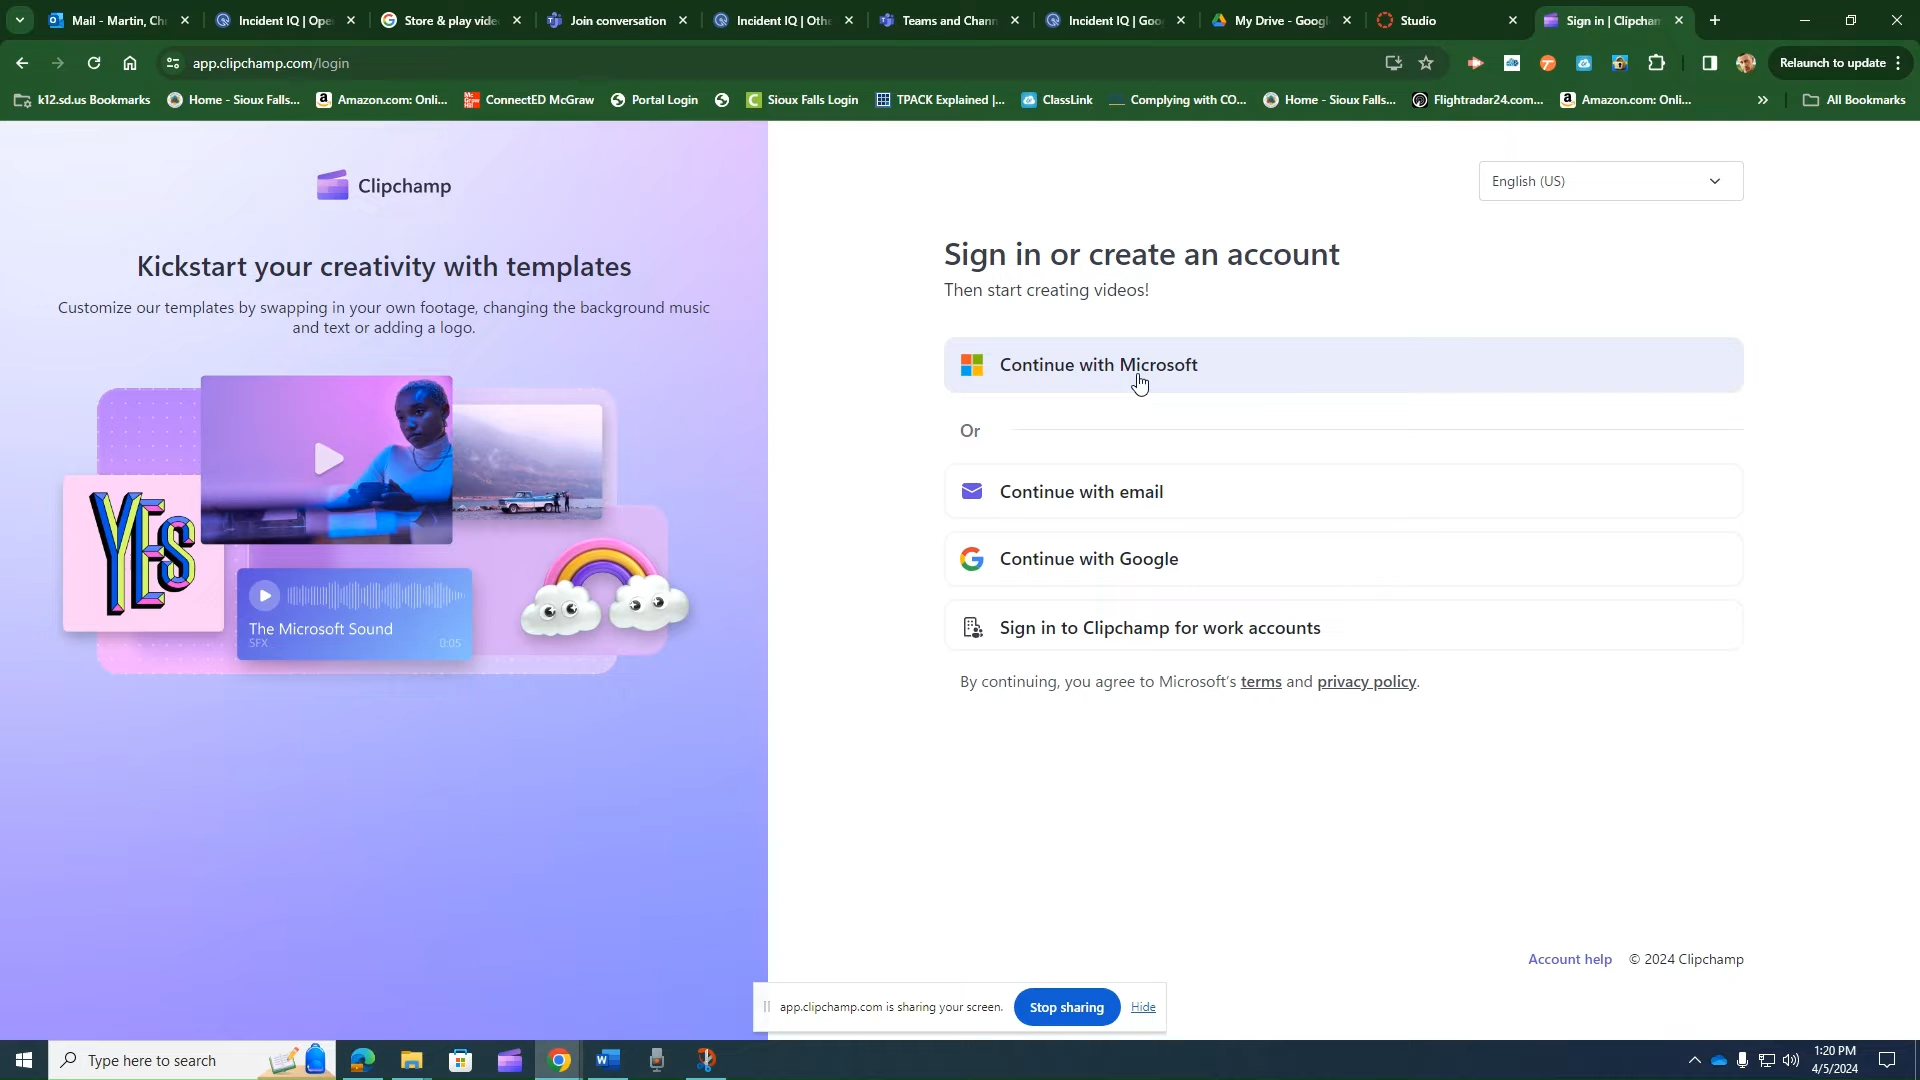 Mail - Martin, Ch
Incident IQ | Ope
Store & play vide
Join conversation
Incident IQ | Oth
Teams and Chann
Incident IQ | Goo
My Drive - Googl
Studio
Sign in | Clipcham
app.clipchamp.com/login
Relaunch to update
k12.sd.us Bookmarks
Home - Sioux Falls...
Amazon.com: Onli...
ConnectED McGraw
Portal Login
Sioux Falls Login
TPACK Explained |...
ClassLink
Complying with CO...
Home - Sioux Falls...
Flightradar24.com...
Amazon.com: Onli...
All Bookmarks
Clipchamp
Kickstart your creativity with templates
Customize our templates by swapping in your own footage, changing the background music
and text or adding a logo.
YES
The Microsoft Sound
SFX 0:05
English (US)
Sign in or create an account
Then start creating videos!
Continue with Microsoft
Or
Continue with email
Continue with Google
Sign in to Clipchamp for work accounts
By continuing, you agree to Microsoft's terms and privacy policy.
Account help © 2024 Clipchamp
app.clipchamp.com is sharing your screen. Stop sharing Hide
Type here to search
1:20 PM
4/5/2024